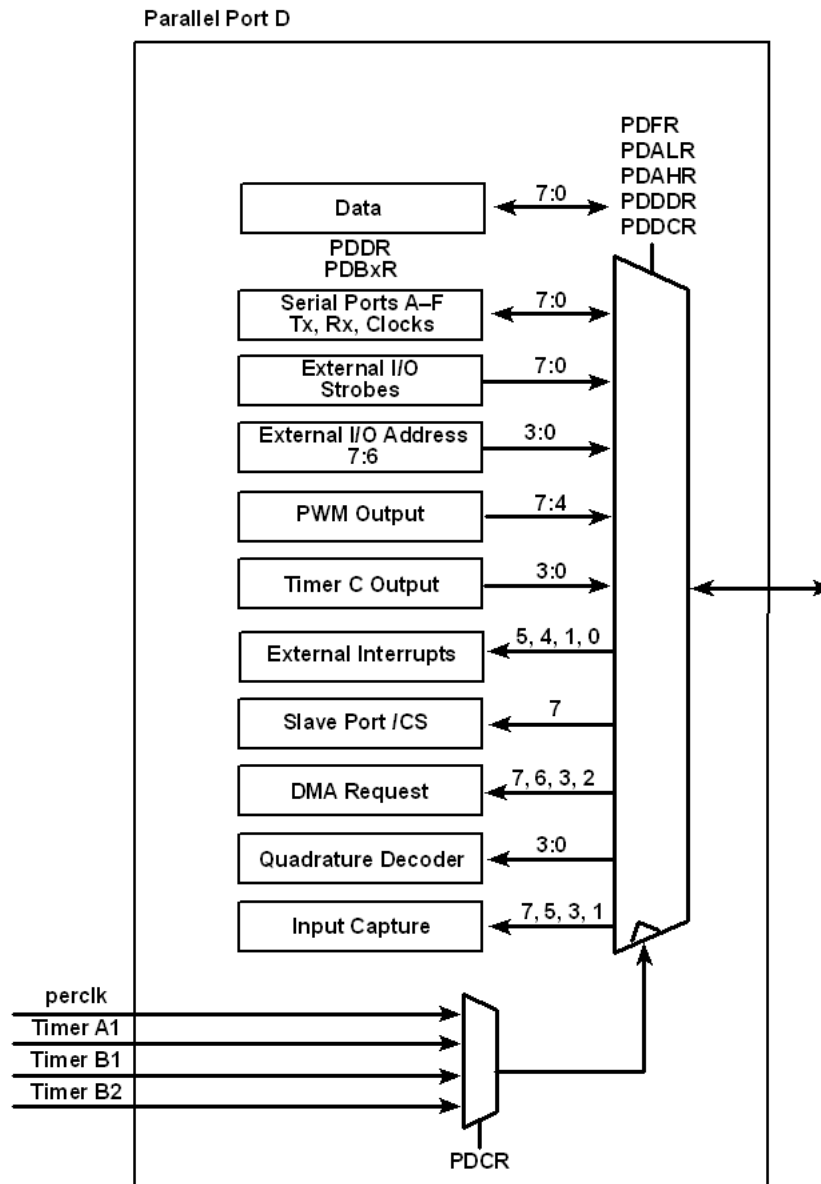 Parallel Port D
PDFR
PDALR
PDAHR
PDDDR
PDDCR
Data
7:0
PDDR
PDBxR
Serial Ports A–F
Tx, Rx, Clocks
7:0
External I/O
Strobes
7:0
External I/O Address
7:6
3:0
PWM Output
7:4
Timer C Output
3:0
External Interrupts
5, 4, 1, 0
Slave Port /CS
7
DMA Request
7, 6, 3, 2
Quadrature Decoder
3:0
Input Capture
7, 5, 3, 1
perclk
Timer A1
Timer B1
Timer B2
PDCR